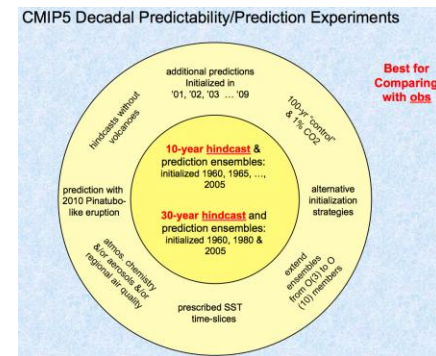 CMIP5 Decadal Predictability/Prediction Experiments
Best for
Comparing
with obs
additional predictions
Initialized in
'01, '02, '03 ... '09
hindcasts without
volcanoes
100-yr "control"
& 1% CO2
10-year hindcast &
prediction ensembles:
initialized 1960, 1965, ...,
2005
prediction with
2010 Pinatubo-
like eruption
alternative
initialization
strategies
30-year hindcast and
prediction ensembles:
initialized 1960, 1980 &
2005
atmos. chemistry
&/or aerosols &/or
regional air quality
extend
ensembles
from O(3) to O
(10) members
prescribed SST
time-slices